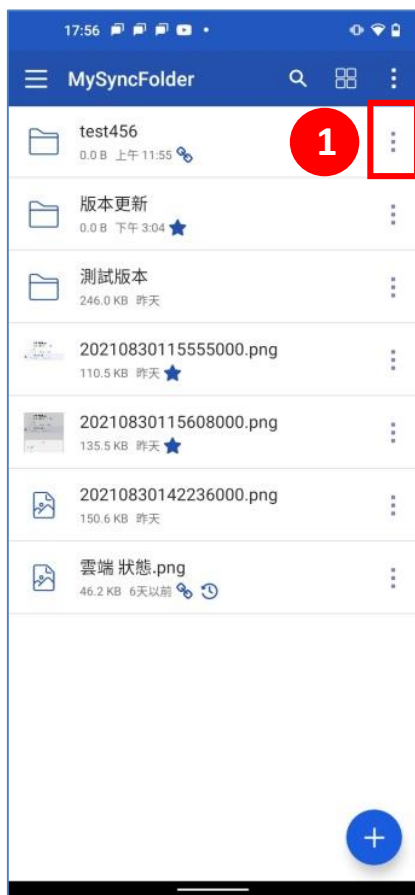 17:56
MySyncFolder
test456
0.0 B 上午 11:55
1
版本更新
0.0 B 下午 3:04
測試版本
246.0 KB 昨天
20210830115555000.png
110.5 KB 昨天
20210830115608000.png
135.5 KB 昨天
20210830142236000.png
150.6 KB 昨天
雲端 狀態.png
46.2 KB 6天以前